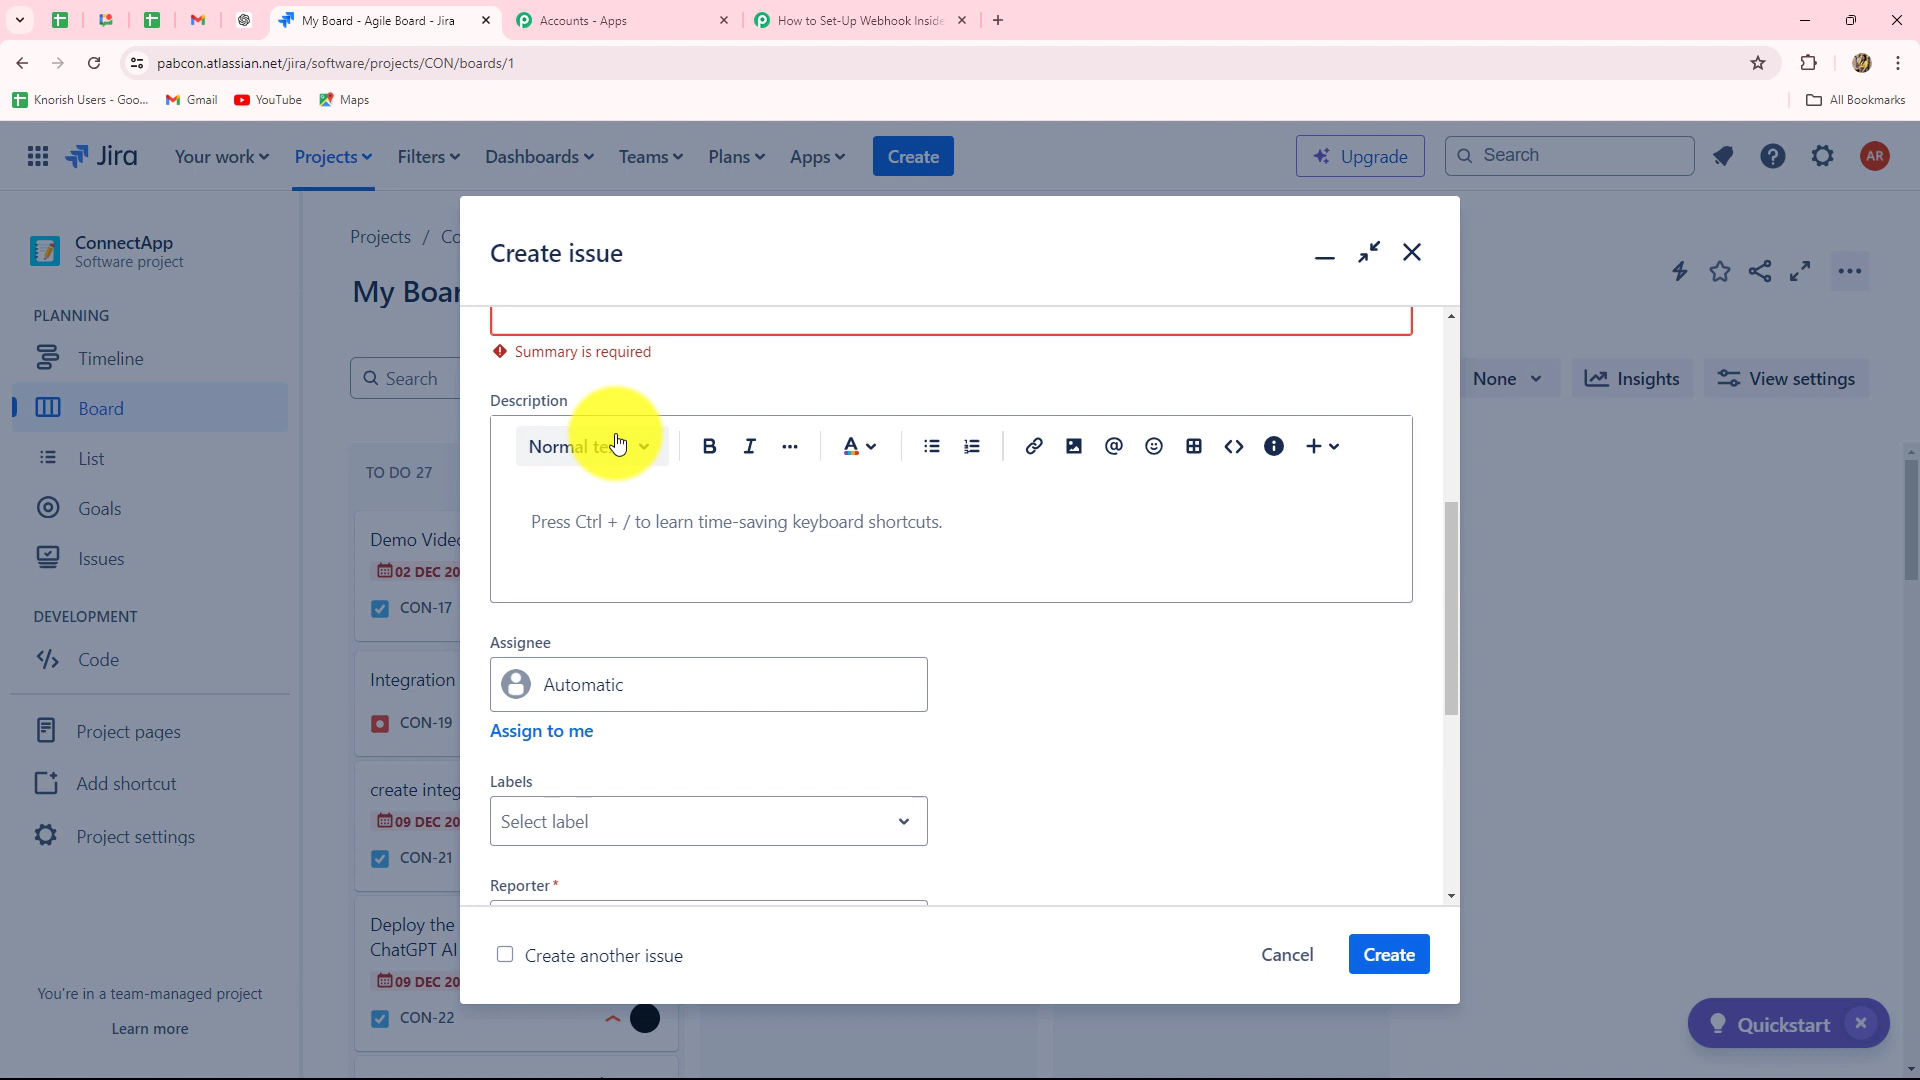 My Board - Agile Board - Jira
Accounts - Apps
How to Set-Up Webhook Insid
pabcon.atlassian.net/jira/software/projects/CON/boards/1
Knorish Users - Goo...
Gmail
YouTube
Maps
All Bookmarks
Jira
Your work
Projects
Filters
Dashboards
Teams
Plans
Apps
Create
Upgrade
Search
AR
ConnectApp
Software project
Projects / Co
Create issue
PLANNING
My Boar
Timeline
Summary is required
Search
None
Insights
View settings
Board
Description
Normal te
List
TO DO 27
Goals
Press Ctrl + / to learn time-saving keyboard shortcuts.
Demo Video
Issues
02 DEC 20
CON-17
DEVELOPMENT
Assignee
Code
Integration
Automatic
CON-19
Project pages
Assign to me
Add shortcut
Labels
create integ
09 DEC 20
Select label
Project settings
CON-21
Reporter *
Deploy the
ChatGPT AI
Create another issue
Cancel
Create
09 DEC 20
You're in a team-managed project
CON-22
Learn more
Quickstart